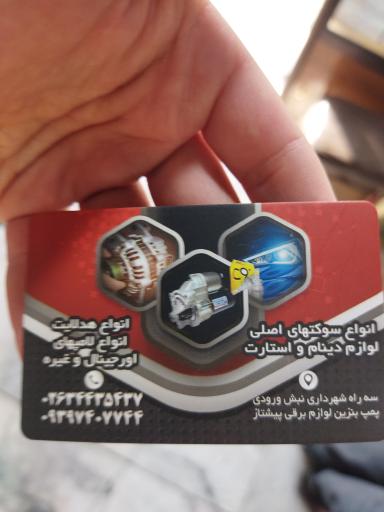 انواع سوکتهای اصلی
لوازم دینام و استارت
انواع هدلایت
انواع لامپهای
اورجینال و غیره
سه راه شهرداری نبش ورودی
پمپ بنزین لوازم برقی پیشتاز
۰۲۶۳۴۴۳۵۴۳۷
۰۹۳۹۷۴۰۷۷۴۴